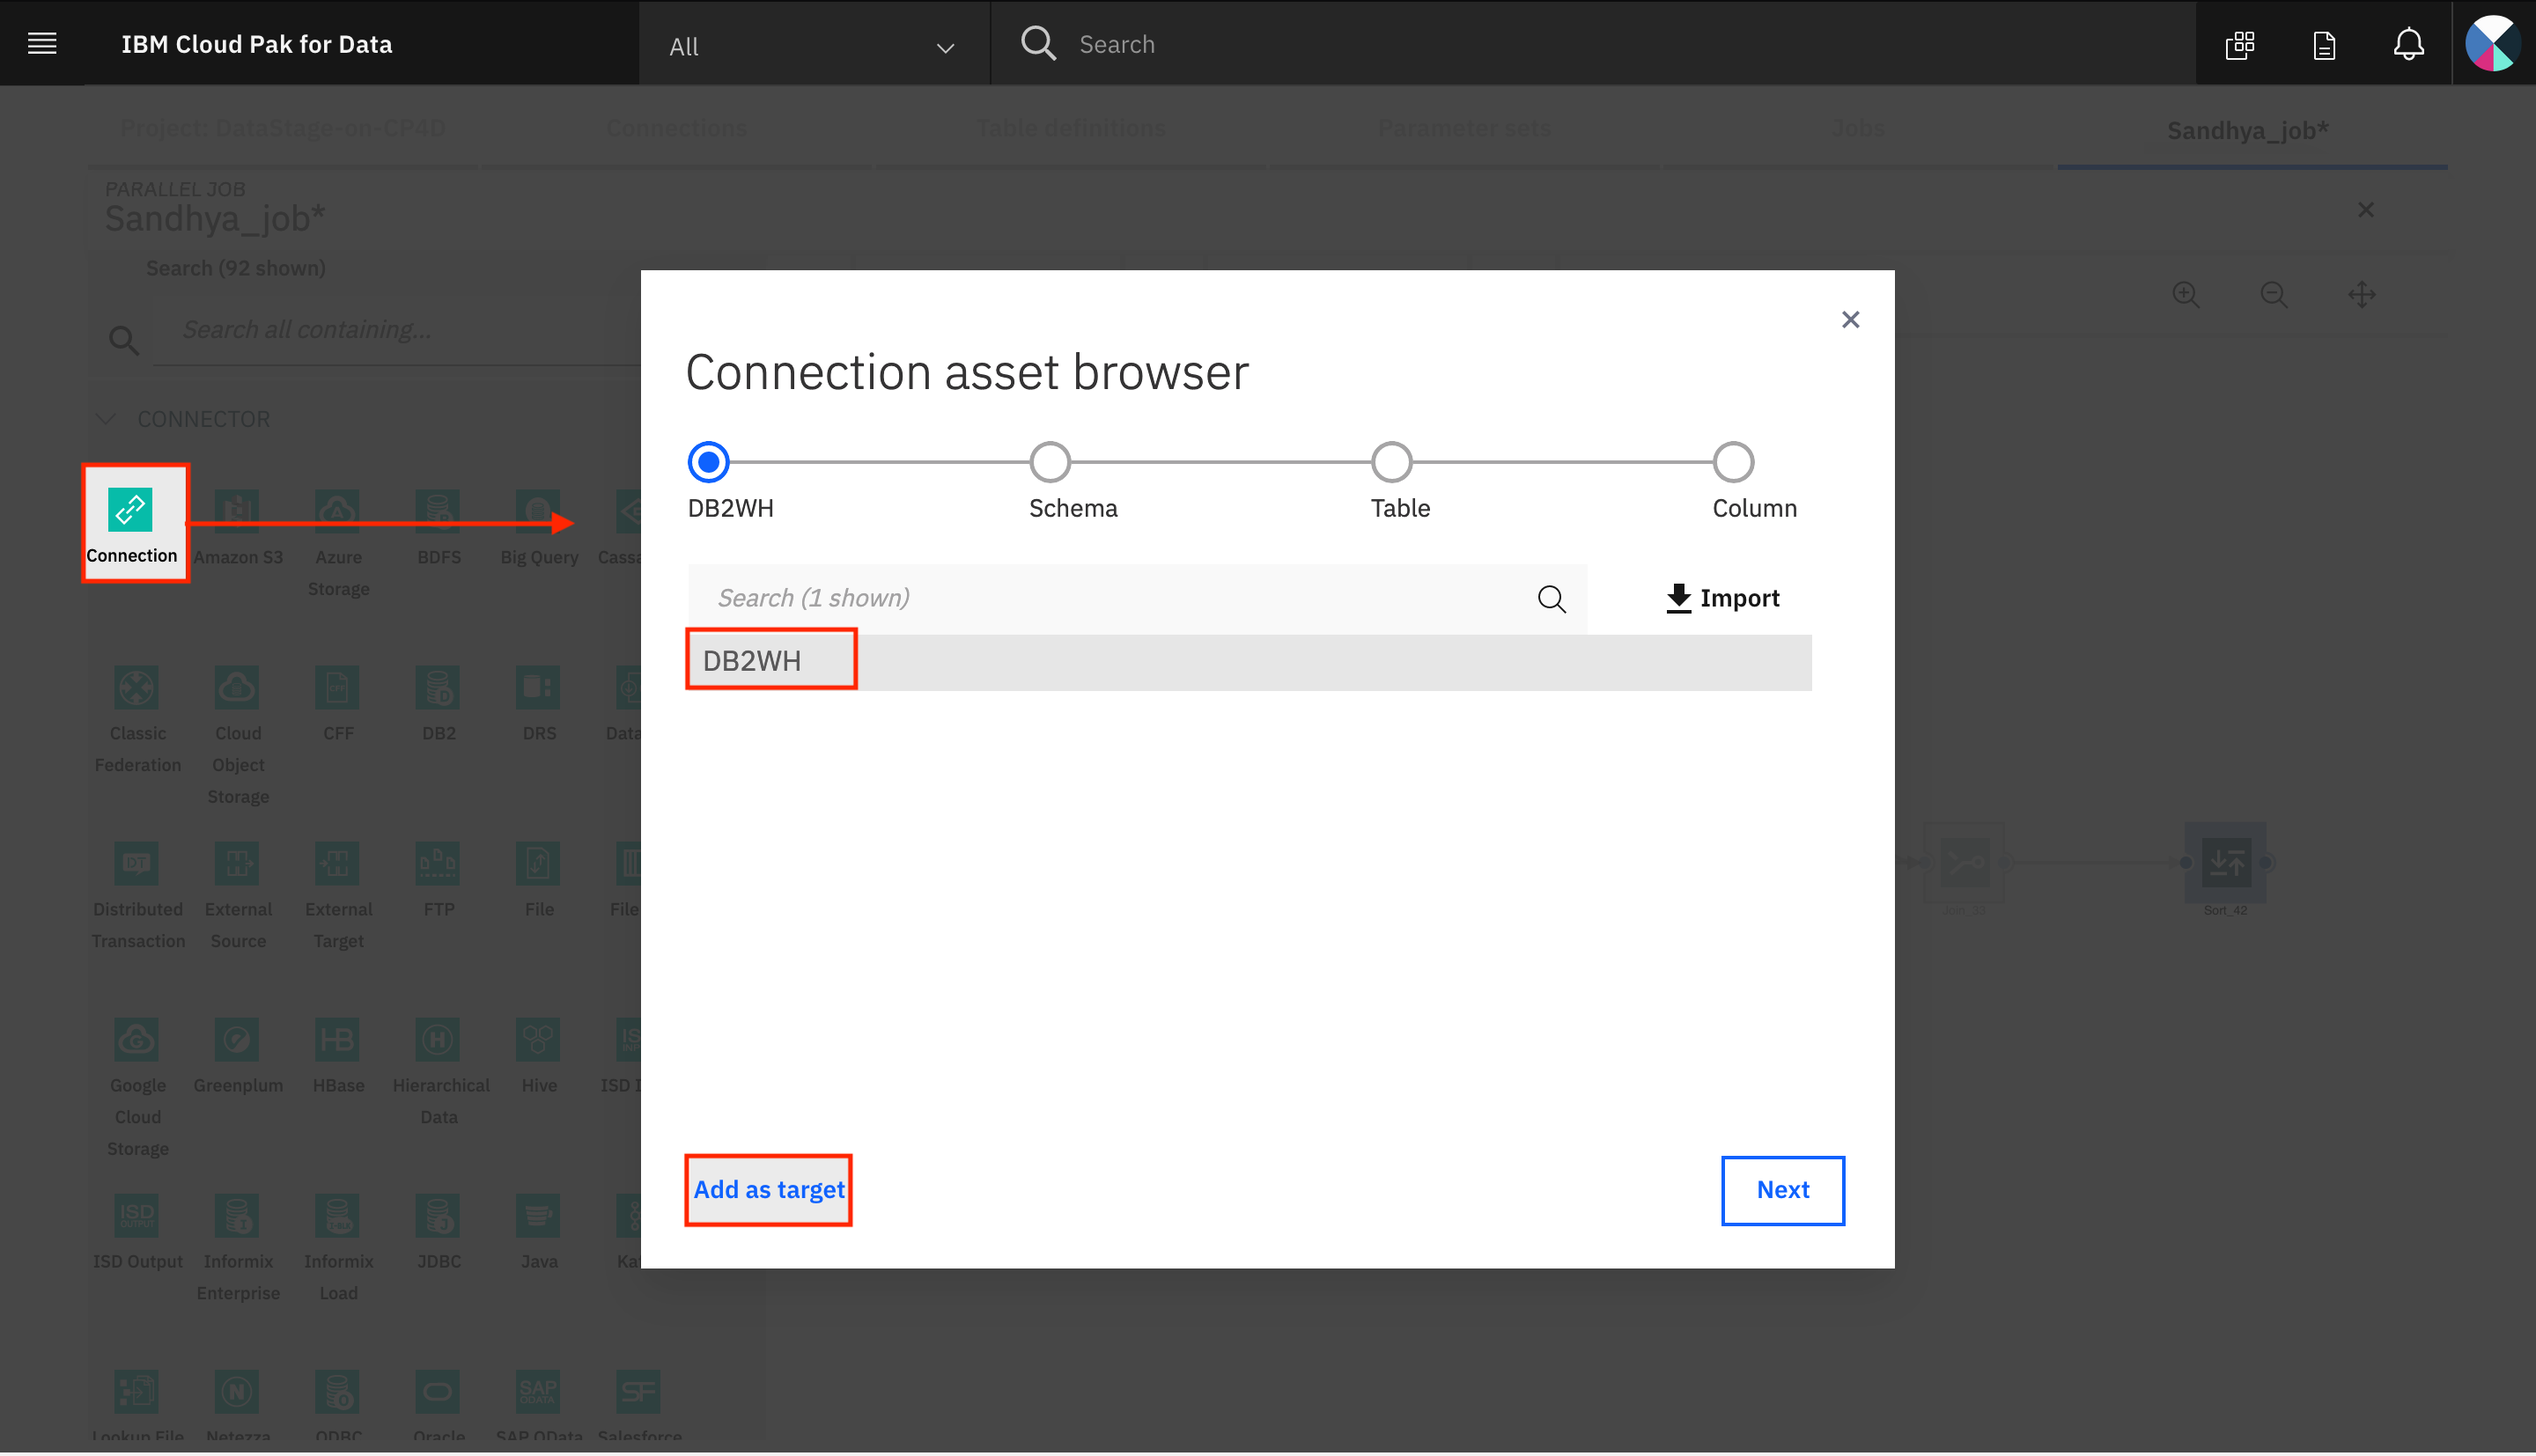 IBM Cloud Pak for Data
All
Search
Project: DataStage-on-CP4D
Connections
Table definitions
Parameter sets
Jobs
Sandhya_job*
PARALLEL JOB
Sandhya_job*
Search (92 shown)
Search all containing...
CONNECTOR
Connection
Amazon S3
Azure
Storage
BDFS
Big Query
Classic
Federation
Cloud
Object
Storage
CFF
DB2
DRS
Distributed
Transaction
External
Source
External
Target
FTP
File
File
Google
Cloud
Storage
Greenplum
HBase
Hierarchical
Data
Hive
ISD
ISD Output
Informix
Enterprise
Informix
Load
JDBC
Java
Lookup File
Netezza
ODBC
Oracle
SAP OData
Salesforce
Connection asset browser
DB2WH
Schema
Table
Column
Search (1 shown)
Import
DB2WH
Add as target
Next
Sort_42